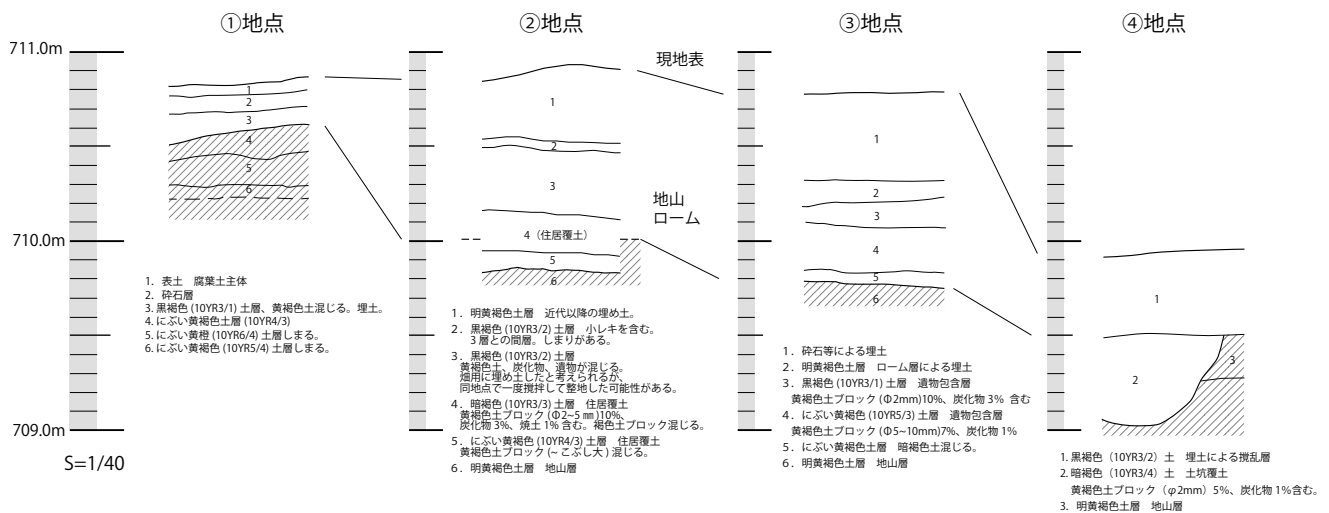 ①地点
②地点
③地点
④地点
711.0m
710.0m
709.0m
S=1/40
現地表
地山
ローム
1
2
3
4
5
6
1. 表土 腐葉土主体
2. 砕石層
3. 黒褐色 (10YR3/1) 土層、黄褐色土混じる。埋土。
4. にぶい黄褐色土層 (10YR4/3)
5. にぶい黄橙 (10YR6/4) 土層しまる。
6. にぶい黄褐色 (10YR5/4) 土層しまる。
1
2
3
4（住居覆土）
5
6
1. 明黄褐色土層 近代以降の埋め土。
2. 黒褐色 (10YR3/2) 土層 小レキを含む。
3層との間層。しまりがある。
3. 黒褐色 (10YR3/2) 土層
黄褐色土、炭化物、遺物が混じる。
畑用に埋め土したと考えられるが、
同地点で一度攪拌して整地した可能性がある。
4. 暗褐色 (10YR3/3) 土層 住居覆土
黄褐色土ブロック (Φ2~5㎜)10%、
炭化物 3%、焼土 1% 含む。褐色土ブロック混じる。
5. にぶい黄褐色 (10YR4/3) 土層 住居覆土
黄褐色土ブロック (~ こぶし大 ) 混じる。
6. 明黄褐色土層 地山層
1
2
3
4
5
6
1. 砕石等による埋土
2. 明黄褐色土層 ローム層による埋土
3. 黒褐色 (10YR3/1) 土層 遺物包含層
黄褐色土ブロック (Φ2mm)10%、炭化物 3% 含む
4. にぶい黄褐色 (10YR5/3) 土層 遺物包含層
黄褐色土ブロック (Φ5~10mm)7%、炭化物 1%
5. にぶい黄褐色土層 暗褐色土混じる。
6. 明黄褐色土層 地山層
1
2
3
1. 黒褐色（10YR3/2）土 埋土による撹乱層
2. 暗褐色（10YR3/4）土 土坑覆土
黄褐色土ブロック（φ2mm）5%、炭化物 1%含む。
3. 明黄褐色土層 地山層